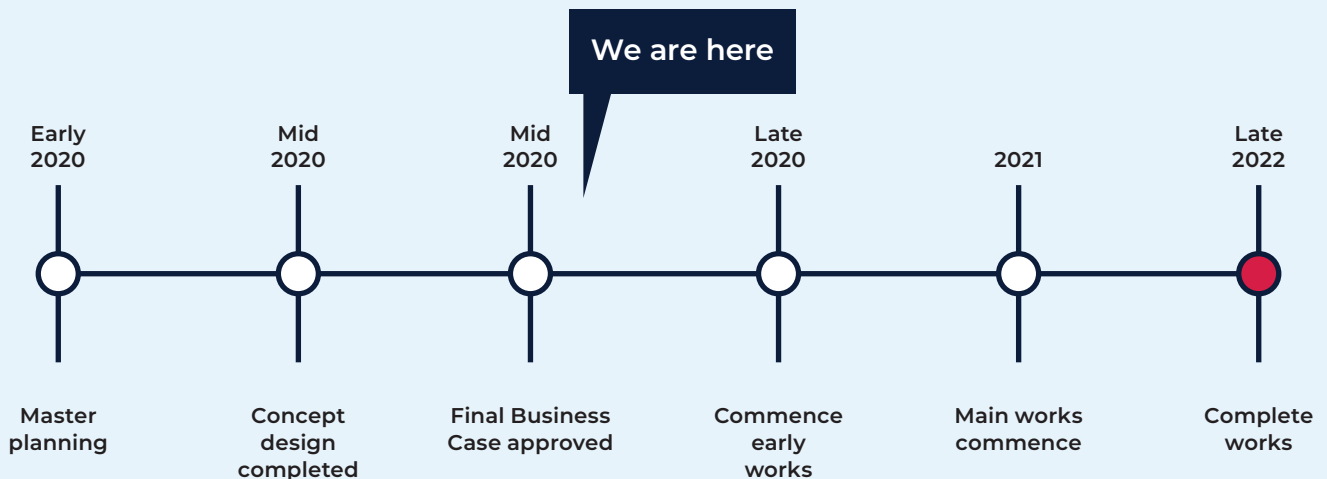 We are here
Early
2020
Mid
2020
Mid
2020
Late
2020
2021
Late
2022
Master
planning
Concept
design
completed
Final Business
Case approved
Commence
early
works
Main works
commence
Complete
works